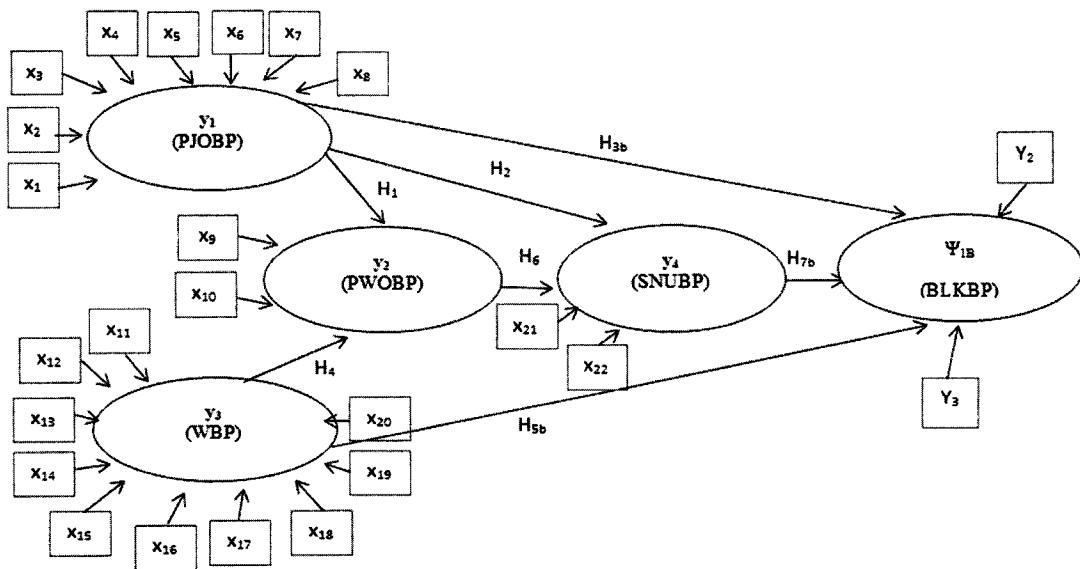 x₄
x₅
x₆
x₇
x₃
x₈
x₂
x₁
y₁
(PJOBP)
H₃b
H₂
H₁
Y₂
x₉
x₁₀
y₂
(PWOBP)
H₆
y₄
(SNUBP)
H₇b
Ψ₁B
(BLKBP)
x₂₁
x₂₂
x₁₁
x₁₂
H₄
x₁₃
y₃
(WBP)
x₂₀
H₅b
Y₃
x₁₄
x₁₉
x₁₅
x₁₆
x₁₇
x₁₈